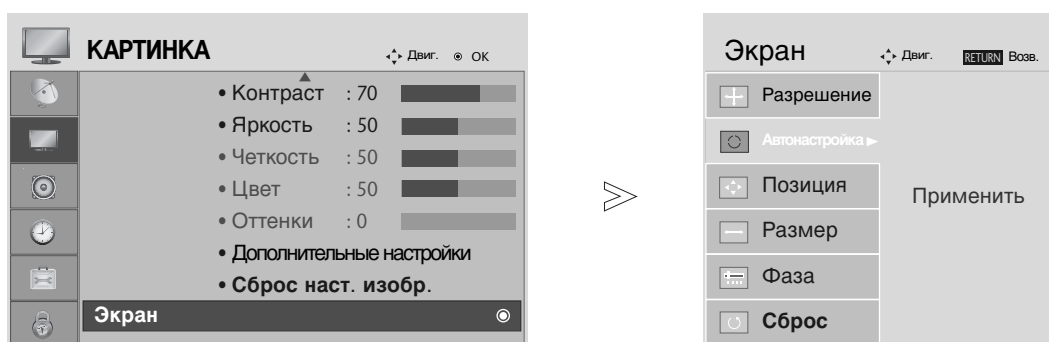 КАРТИНКА
Двиг. OK
• Контраст : 70
• Яркость : 50
• Четкость : 50
• Цвет : 50
• Оттенки : 0
• Дополнительные настройки
• Сброс наст. изобр.
Экран
Экран
Двиг. RETURN Возв.
Разрешение
Автонастройка ►
Позиция
Размер
Фаза
Сброс
Применить